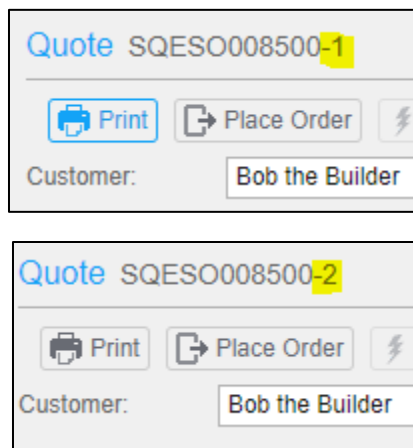 Quote SQESO008500-1
Print Place Order
Customer: Bob the Builder
Quote SQESO008500-2
Print Place Order
Customer: Bob the Builder